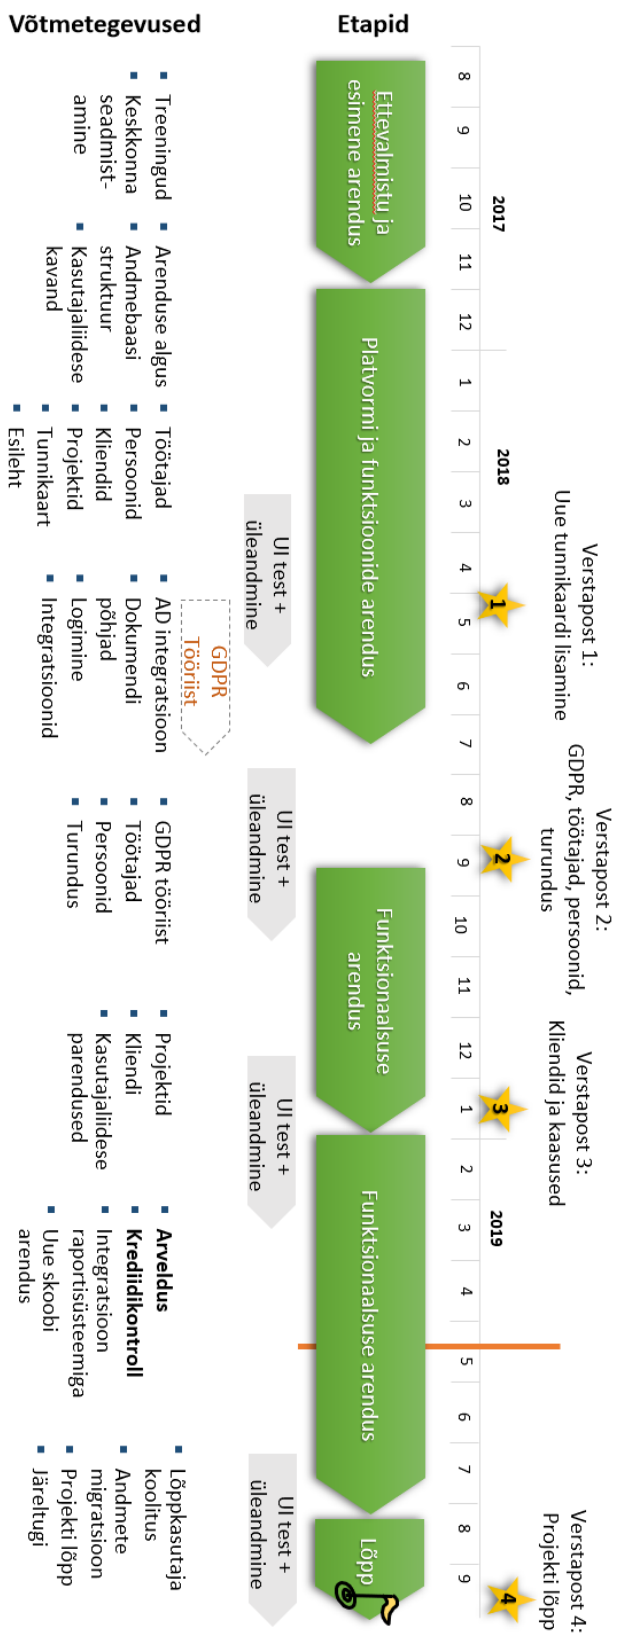 Verstapost 1:
Uue tunnikaardi lisamine
Verstapost 2:
GDPR, töötajad, persoonid,
turundus
Verstapost 3:
Kliendid ja kaasused
Verstapost 4:
Projekti lõpp
1
2
3
4
2017
2018
2019
8
9
10
11
12
1
2
3
4
5
6
7
8
9
10
11
12
1
2
3
4
5
6
7
8
9
Etapid
Ettevalmistu ja
esimene arendus
Platvormi ja funktsioonide arendus
Funktsionaalsuse
arendus
Funktsionaalsuse arendus
Lõpp
UI test +
üleandmine
UI test +
üleandmine
UI test +
üleandmine
UI test +
üleandmine
GDPR
Tööriist
Võtmetegevused
▪ Treeningud
▪ Keskkonna
seadmist-
amine
▪ Arenduse algus
▪ Andmebaasi
struktuur
▪ Kasutajaliidese
kavand
▪ Töötajad
▪ Persoonid
▪ Kliendid
▪ Projektid
▪ Tunnikaart
▪ Esileht
▪ AD integratsioon
▪ Dokumendi
põhjad
▪ Logimine
▪ Integratsioonid
▪ GDPR tööriist
▪ Töötajad
▪ Persoonid
▪ Turundus
▪ Projektid
▪ Kliendi
▪ Kasutajaliidese
parendused
▪ Arveldus
▪ Krediidikontroll
▪ Integratsioon
raportisüsteemiga
▪ Uue skoobi
arendus
▪ Lõppkasutaja
koolitus
▪ Andmete
migratsioon
▪ Projekti lõpp
▪ Järeltugi